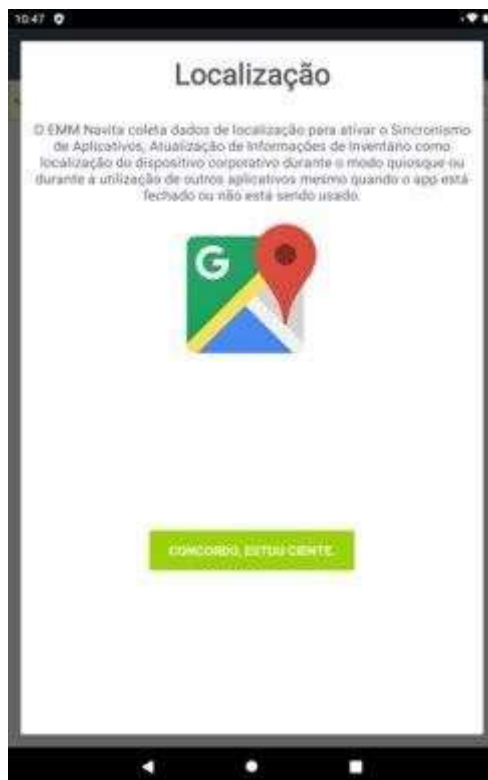 10:47
Localização
O EMM Navita coleta dados de localização para ativar o Sincronismo
de Aplicativos, Atualização de Informações de Inventário como
localização do dispositivo corporativo durante o modo quiosque ou
durante a utilização de outros aplicativos mesmo quando o app está
fechado ou não está sendo usado.
G
CONCORDO, ESTOU CIENTE.